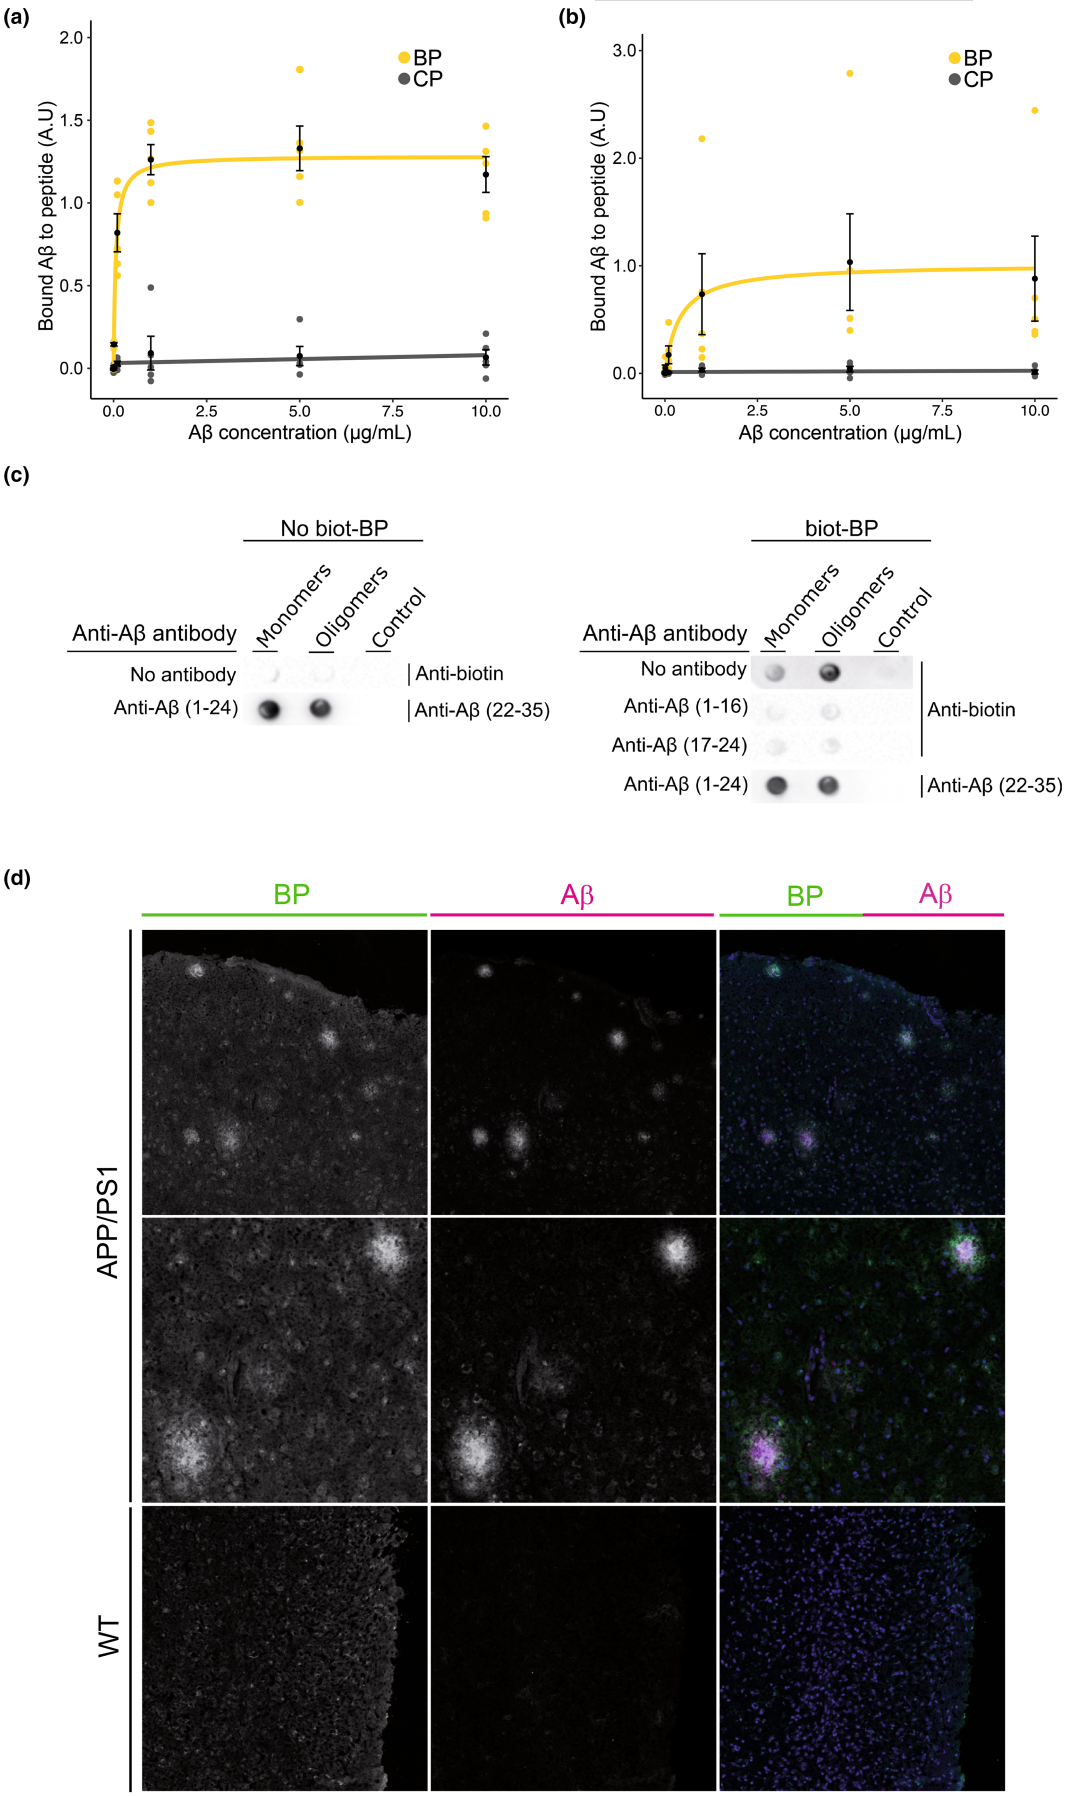 (a)
2.0
1.5
1.0
0.5
0.0
Bound Aβ to peptide (A.U)
BP
CP
0.0 2.5 5.0 7.5 10.0
Aβ concentration (µg/mL)
(b)
3.0
2.0
1.0
0.0
Bound Aβ to peptide (A.U)
BP
CP
0.0 2.5 5.0 7.5 10.0
Aβ concentration (µg/mL)
(c)
No biot-BP
Anti-Aβ antibody Monomers Oligomers Control
No antibody Anti-biotin
Anti-Aβ (1-24) Anti-Aβ (22-35)
biot-BP
Anti-Aβ antibody Monomers Oligomers Control
No antibody
Anti-Aβ (1-16) Anti-biotin
Anti-Aβ (17-24)
Anti-Aβ (1-24) Anti-Aβ (22-35)
(d)
BP Aβ BP Aβ
APP/PS1
WT